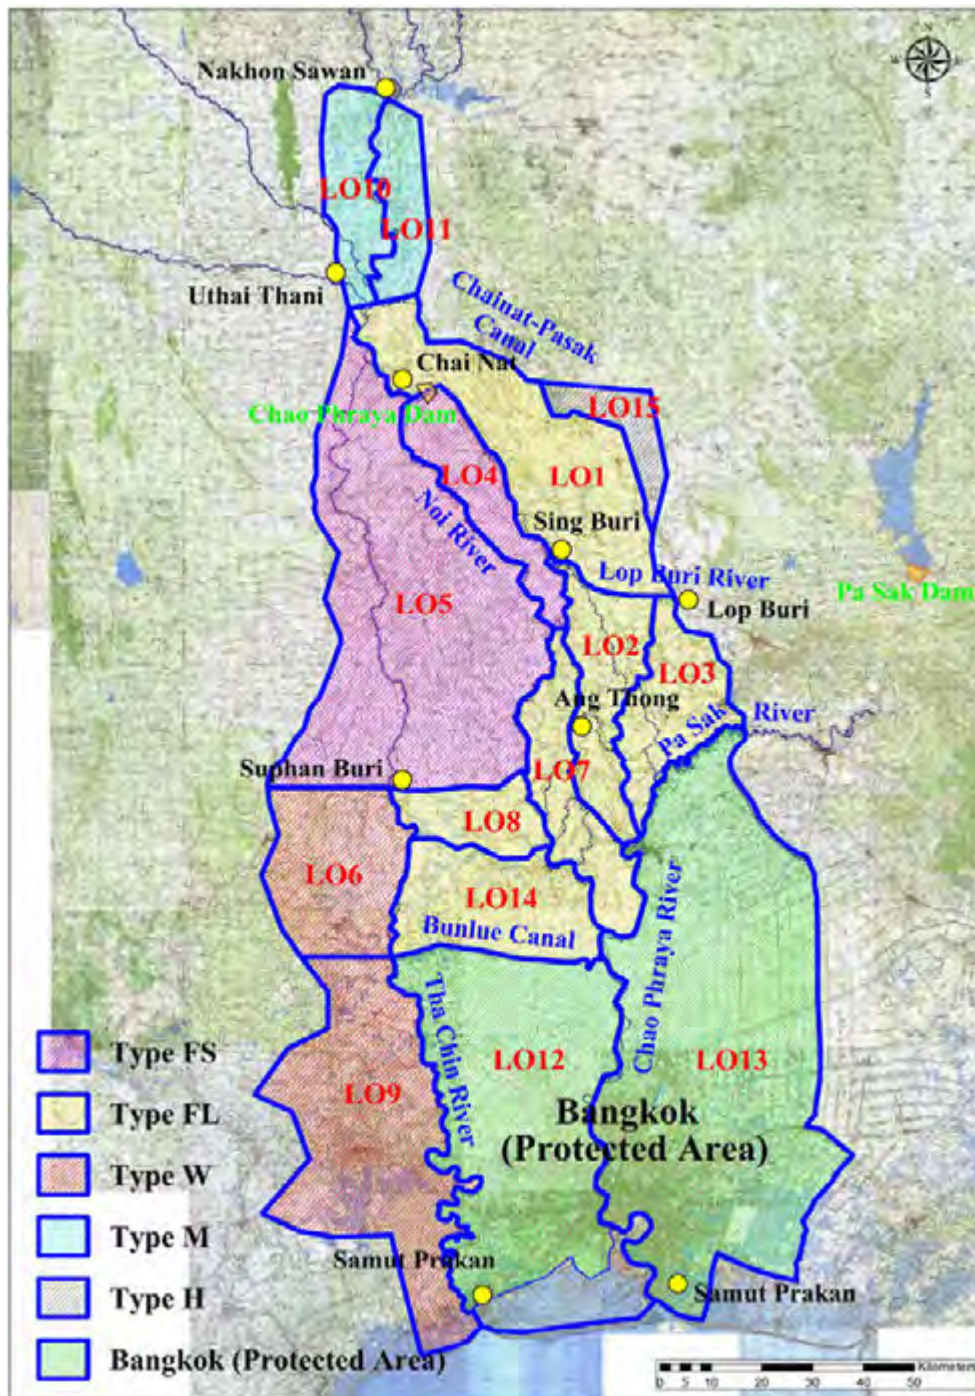 Nakhon Sawan
N
W
E
S
LO10
LO11
Uthai Thani
Chainat-Pasak
Canal
Chai Nat
Chao Phraya Dam
LO15
LO4
LO1
Noi River
Sing Buri
Lop Buri River
Pa Sak Dam
LO5
Lop Buri
LO2
LO3
Ang Thong
Pa Sak River
Suphan Buri
LO7
LO8
LO6
LO14
Bunlue Canal
Chao Phraya River
Tha Chin River
Type FS
LO12
LO13
Type FL
LO9
Bangkok
(Protected Area)
Type W
Type M
Samut Prakan
Type H
Samut Prakan
Bangkok (Protected Area)
Kilometers
0 5 10 20 30 40 50